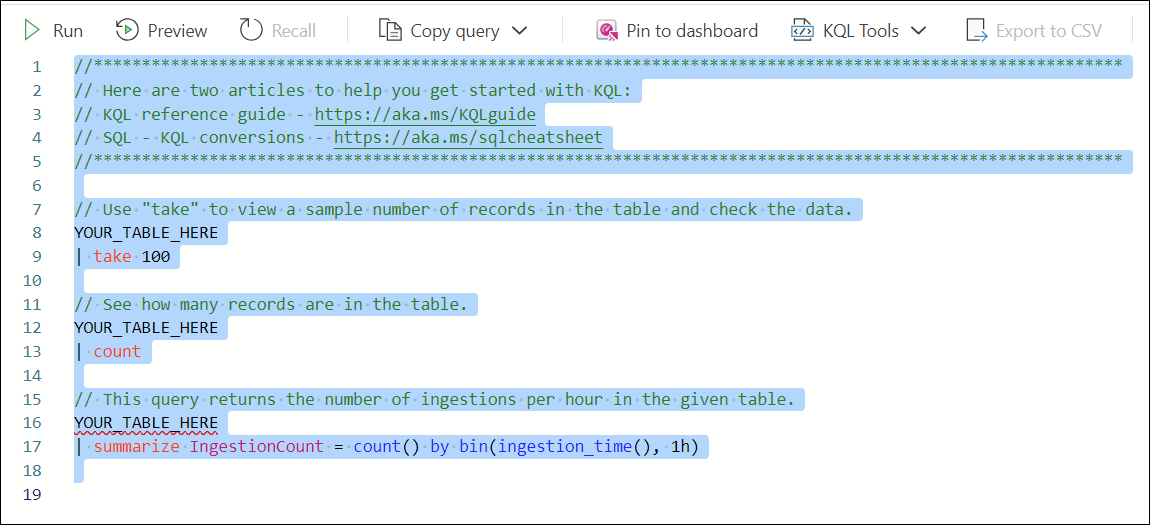 Run Preview Recall Copy query Pin to dashboard KQL Tools Export to CSV
1 //***********************************************************************************************************
2 // Here are two articles to help you get started with KQL:
3 // KQL reference guide - https://aka.ms/KQLguide
4 // SQL - KQL conversions - https://aka.ms/sqlcheatsheet
5 //***********************************************************************************************************
6
7 // Use "take" to view a sample number of records in the table and check the data.
8 YOUR_TABLE_HERE
9 | take 100
10
11 // See how many records are in the table.
12 YOUR_TABLE_HERE
13 | count
14
15 // This query returns the number of ingestions per hour in the given table.
16 YOUR_TABLE_HERE
17 | summarize IngestionCount = count() by bin(ingestion_time(), 1h)
18
19